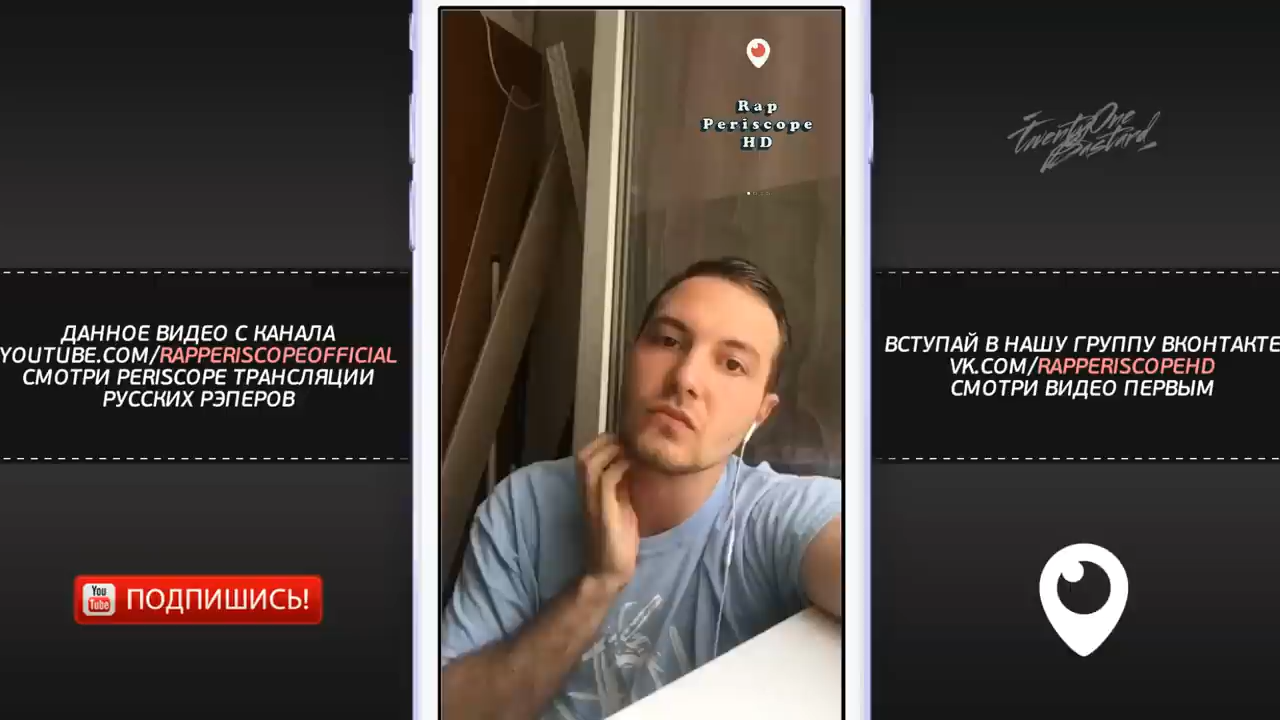 Rap
Periscope
HD
TwentyOne
Bastard
ДАННОЕ ВИДЕО С КАНАЛА
YOUTUBE.COM/RAPPERISCOPEOFFICIAL
СМОТРИ PERISCOPE ТРАНСЛЯЦИИ
РУССКИХ РЭПЕРОВ
ВСТУПАЙ В НАШУ ГРУППУ ВКОНТАКТЕ
VK.COM/RAPPERISCOPEHD
СМОТРИ ВИДЕО ПЕРВЫМ
You
Tube
ПОДПИШИСЬ!